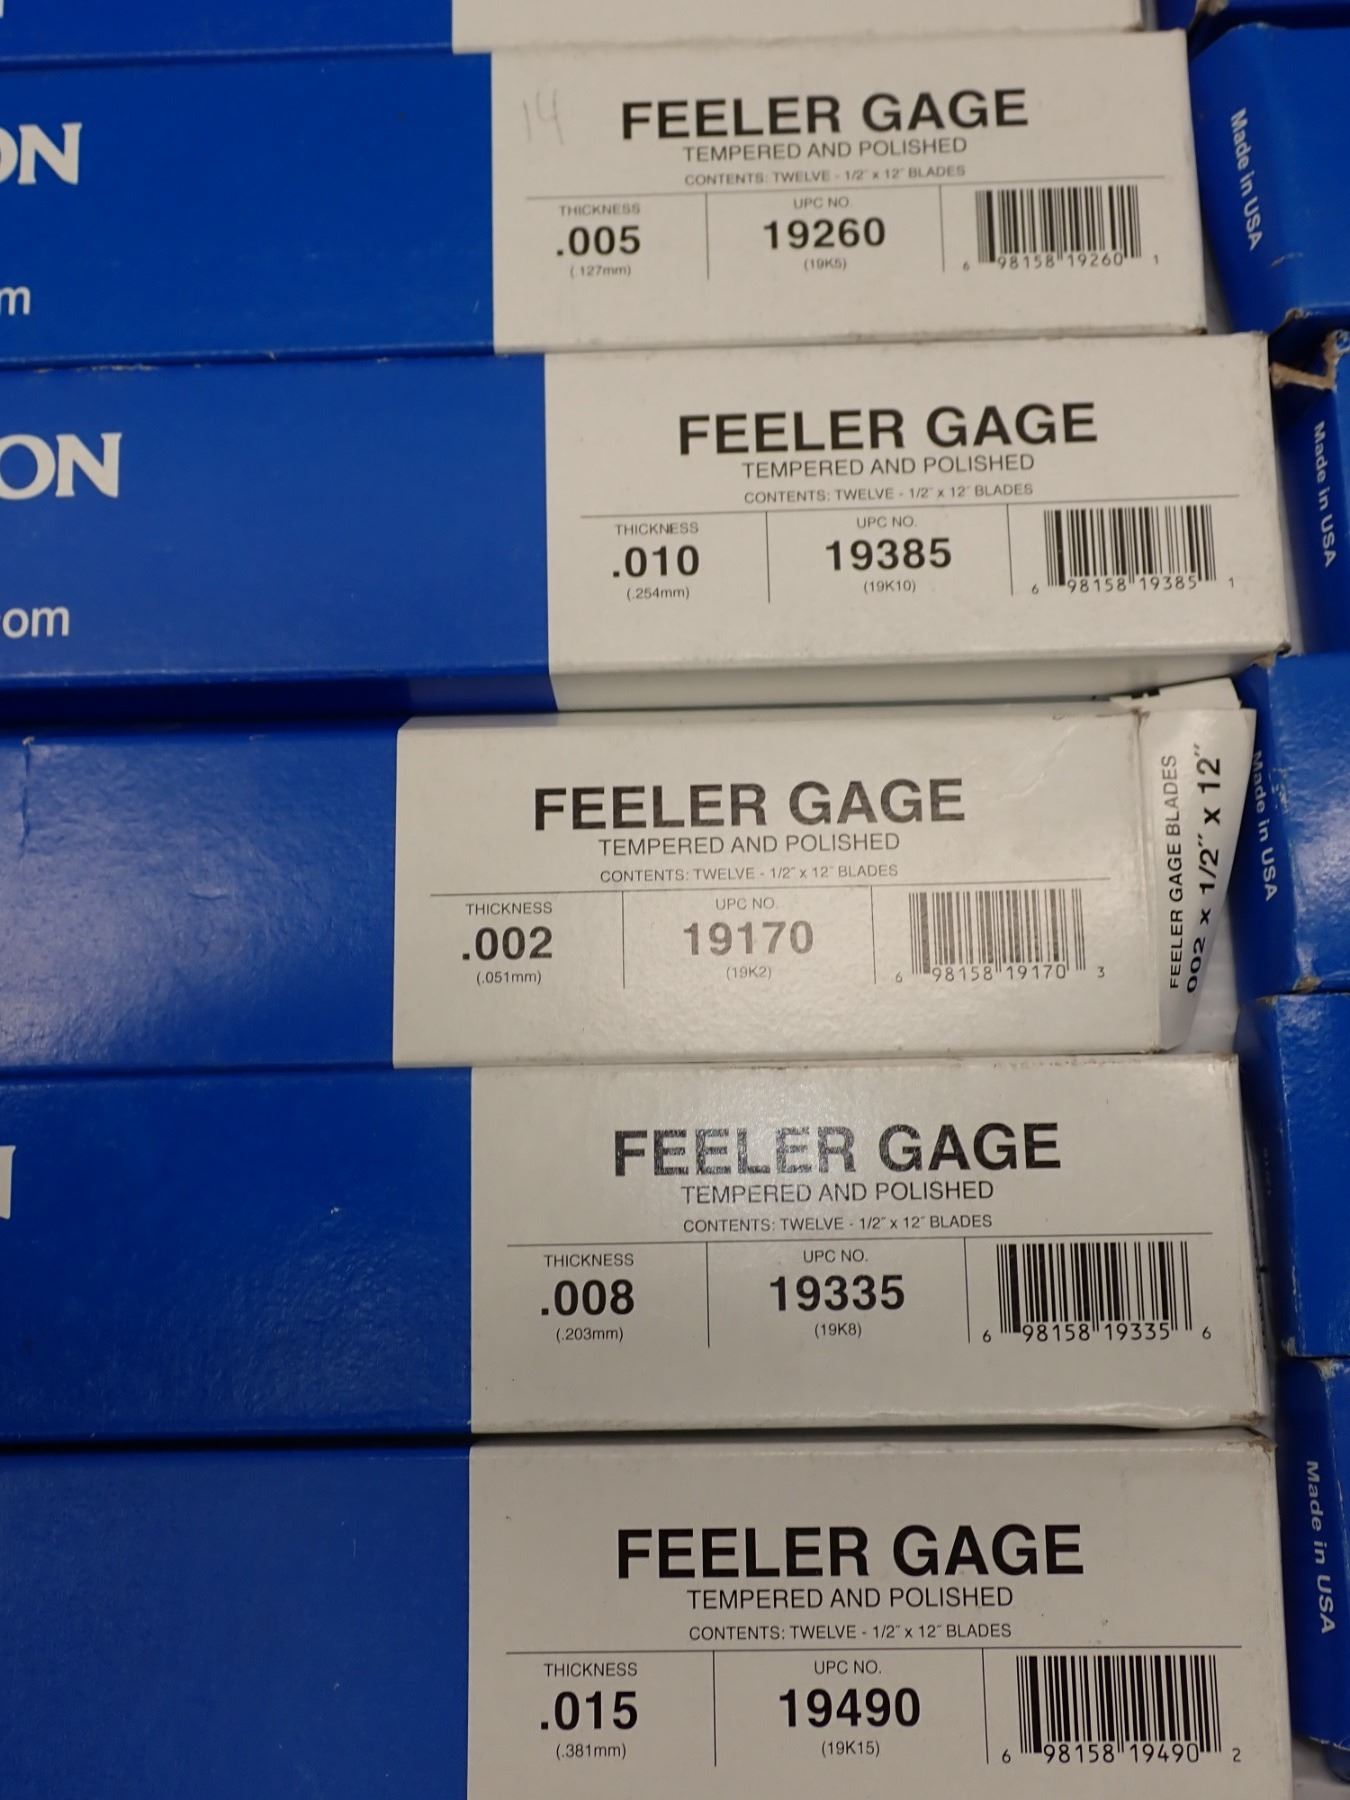 14
FEELER GAGE
TEMPERED AND POLISHED
CONTENTS: TWELVE - 1/2" x 12" BLADES
THICKNESS
.005
(.127mm)
UPC NO.
19260
(19K5)
6 98158 19260 1
Made in USA
ON
m
FEELER GAGE
TEMPERED AND POLISHED
CONTENTS: TWELVE - 1/2" x 12" BLADES
THICKNESS
.010
(.254mm)
UPC NO.
19385
(19K10)
6 98158 19385 1
Made in USA
ON
om
FEELER GAGE
TEMPERED AND POLISHED
CONTENTS: TWELVE - 1/2" x 12" BLADES
THICKNESS
.002
(.051mm)
UPC NO.
19170
(19K2)
6 98158 19170 3
FEELER GAGE BLADES
002 x 1/2" x 12"
Made in USA
FEELER GAGE
TEMPERED AND POLISHED
CONTENTS: TWELVE - 1/2" x 12" BLADES
THICKNESS
.008
(.203mm)
UPC NO.
19335
(19K8)
6 98158 19335 6
FEELER GAGE
TEMPERED AND POLISHED
CONTENTS: TWELVE - 1/2" x 12" BLADES
THICKNESS
.015
(.381mm)
UPC NO.
19490
(19K15)
6 98158 19490 2
Made in USA